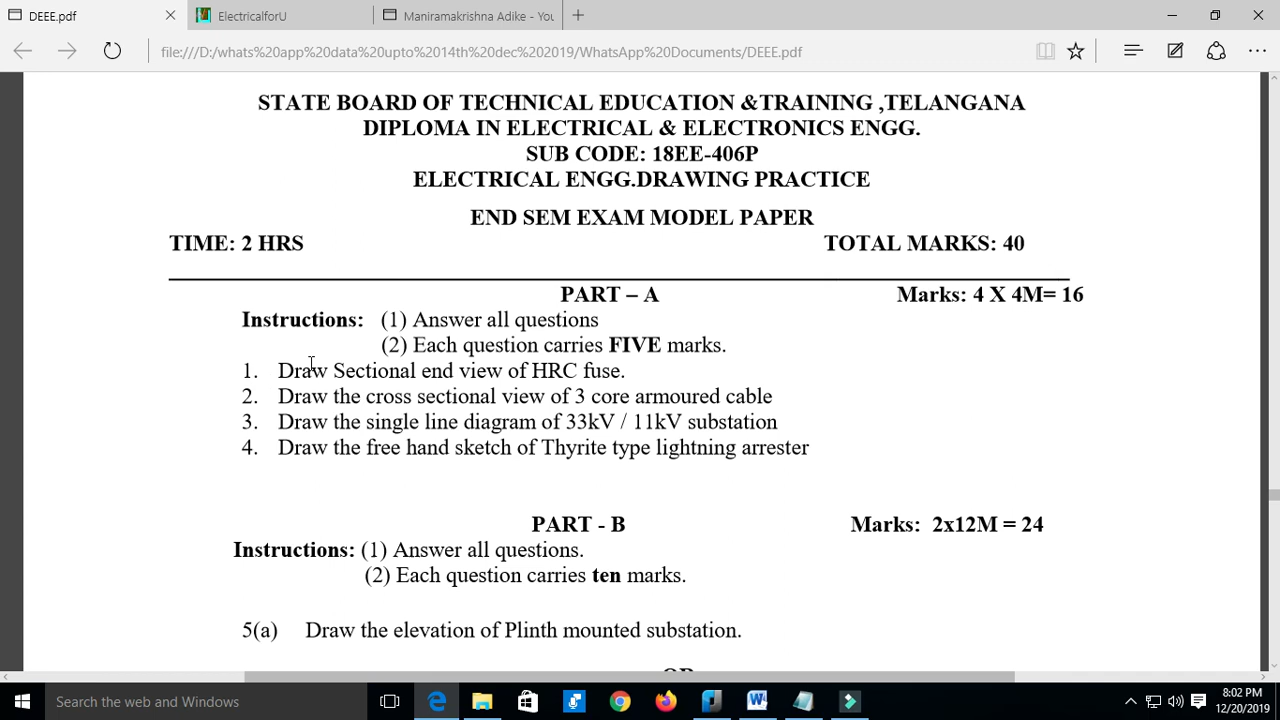 DEEE.pdf
ElectricalforU
Maniramakrishna Adike - You
file:///D:/whats%20app%20data%20upto%2014th%20dec%202019/WhatsApp%20Documents/DEEE.pdf
STATE BOARD OF TECHNICAL EDUCATION &TRAINING ,TELANGANA
DIPLOMA IN ELECTRICAL & ELECTRONICS ENGG.
SUB CODE: 18EE-406P
ELECTRICAL ENGG.DRAWING PRACTICE
END SEM EXAM MODEL PAPER
TIME: 2 HRS TOTAL MARKS: 40
PART – A Marks: 4 X 4M= 16
Instructions: (1) Answer all questions
(2) Each question carries FIVE marks.
1. Draw Sectional end view of HRC fuse.
2. Draw the cross sectional view of 3 core armoured cable
3. Draw the single line diagram of 33kV / 11kV substation
4. Draw the free hand sketch of Thyrite type lightning arrester
PART - B Marks: 2x12M = 24
Instructions: (1) Answer all questions.
(2) Each question carries ten marks.
5(a) Draw the elevation of Plinth mounted substation.
OR
Search the web and Windows
8:02 PM
12/20/2019